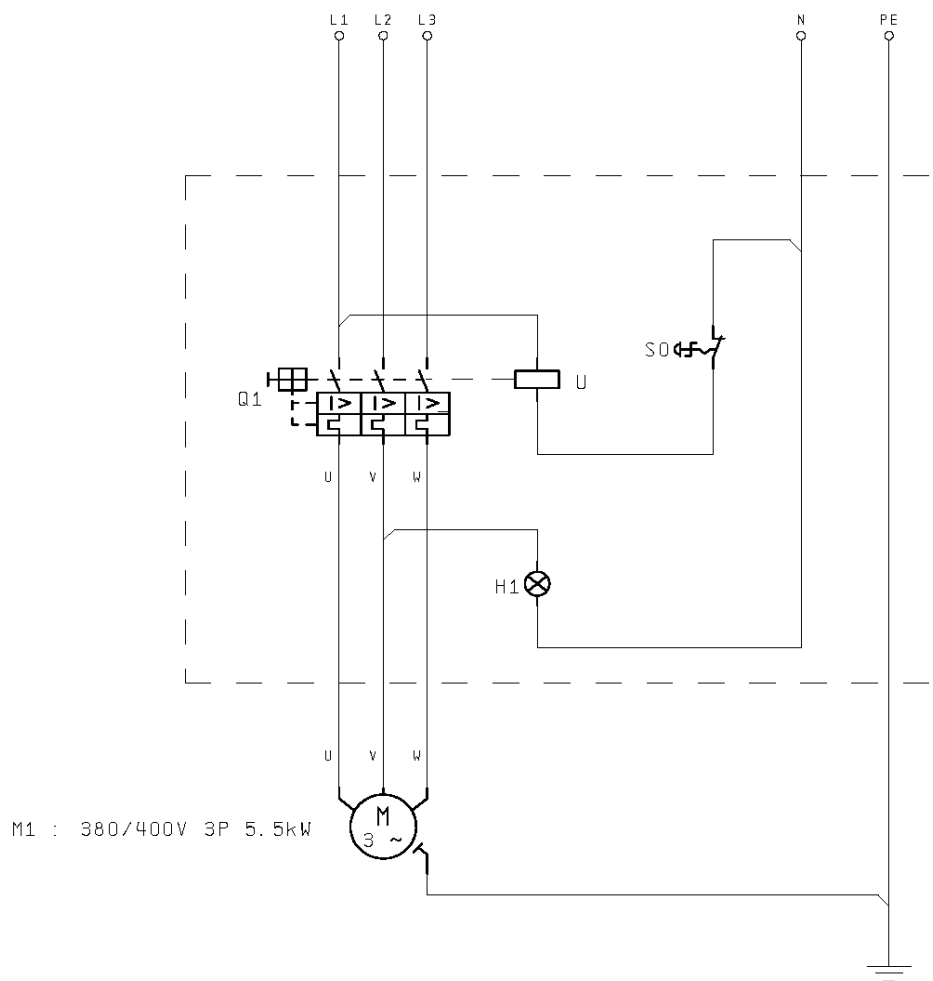 L1 L2 L3 N PE
S0
U
Q1
I> I> I>
U V W
H1
U V W
M
3 ~
M1 : 380/400V 3P 5.5kW